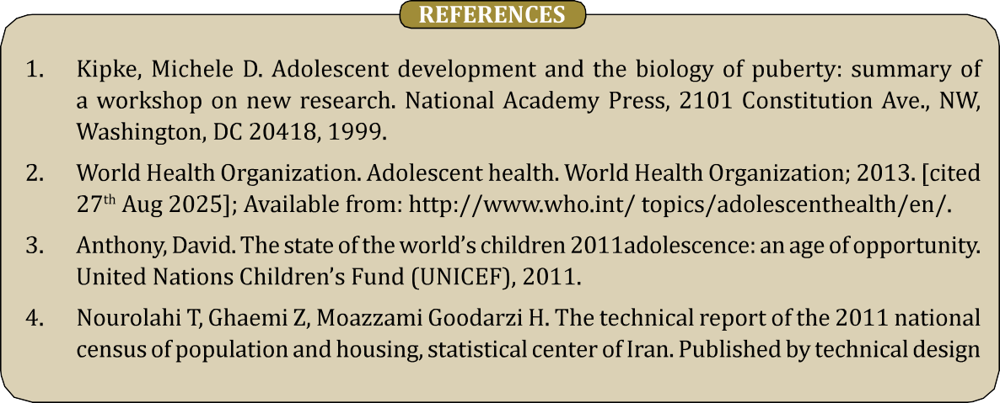 REFERENCES
1. Kipke, Michele D. Adolescent development and the biology of puberty: summary of
a workshop on new research. National Academy Press, 2101 Constitution Ave., NW,
Washington, DC 20418, 1999.
2. World Health Organization. Adolescent health. World Health Organization; 2013. [cited
27th Aug 2025]; Available from: http://www.who.int/ topics/adolescenthealth/en/.
3. Anthony, David. The state of the world’s children 2011adolescence: an age of opportunity.
United Nations Children’s Fund (UNICEF), 2011.
4. Nourolahi T, Ghaemi Z, Moazzami Goodarzi H. The technical report of the 2011 national
census of population and housing, statistical center of Iran. Published by technical design